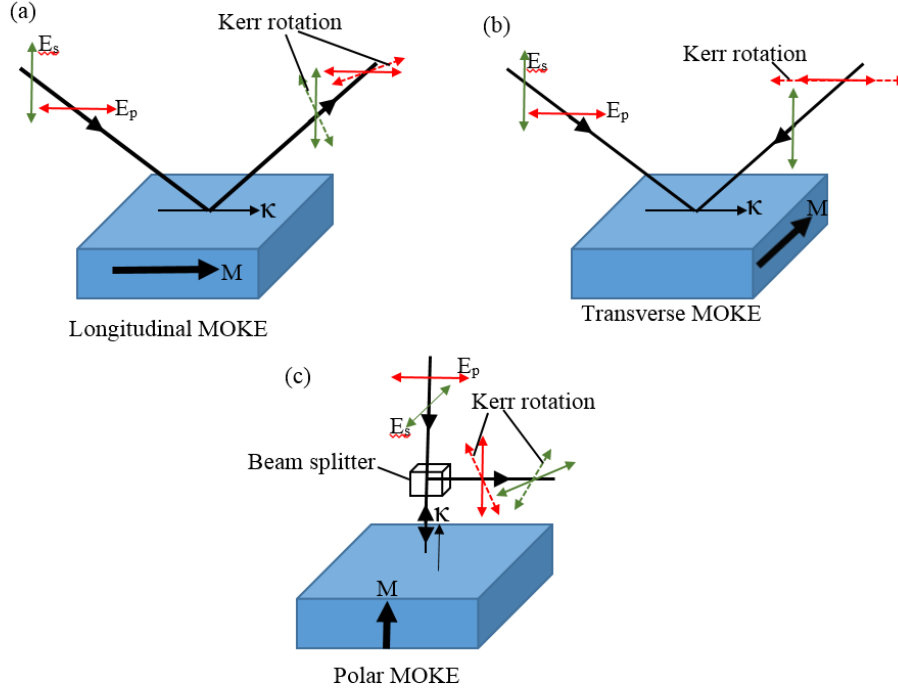 (a)
Kerr rotation
Es
Ep
κ
M
Longitudinal MOKE
(b)
Kerr rotation
Es
Ep
κ
M
Transverse MOKE
(c)
Ep
Kerr rotation
Es
Beam splitter
κ
M
Polar MOKE